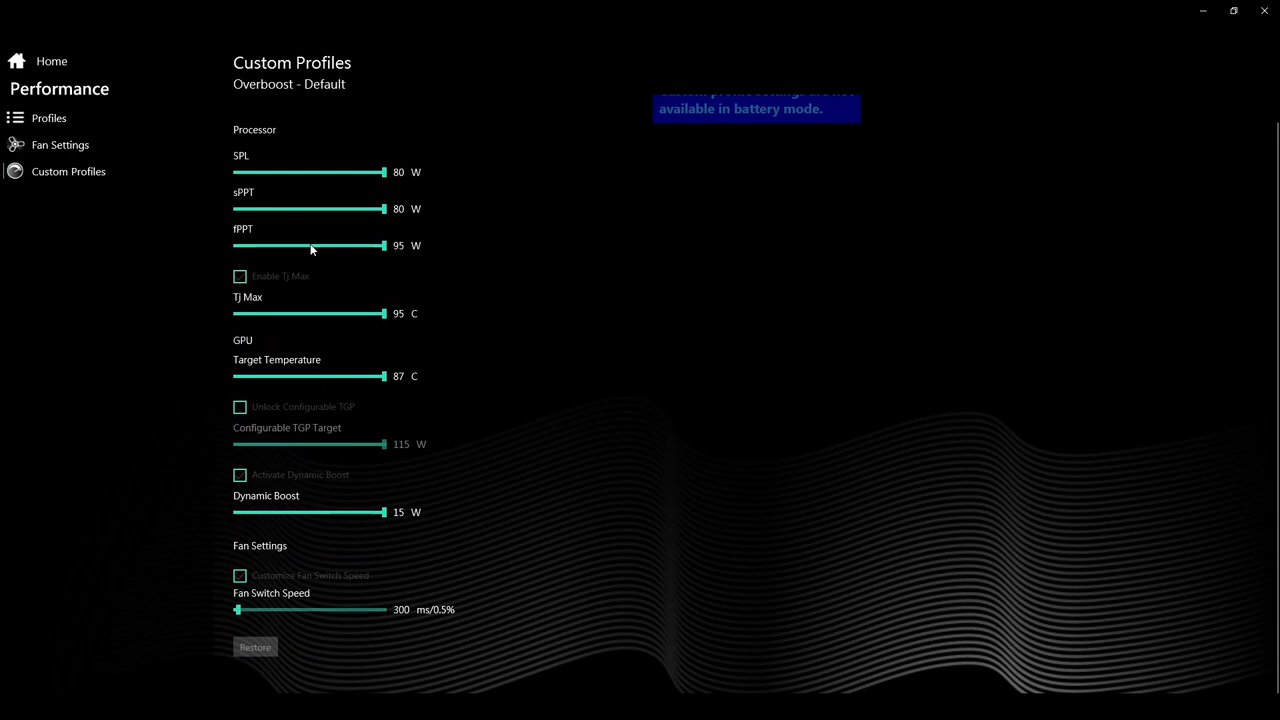 Home
Performance
Profiles
Fan Settings
Custom Profiles
Custom Profiles
Overboost - Default
available in battery mode.
Processor
SPL
80 W
sPPT
80 W
fPPT
95 W
Enable Tj Max
Tj Max
95 C
GPU
Target Temperature
87 C
Unlock Configurable TGP
Configurable TGP Target
115 W
Activate Dynamic Boost
Dynamic Boost
15 W
Fan Settings
Customize Fan Switch Speed
Fan Switch Speed
300 ms/0.5%
Restore